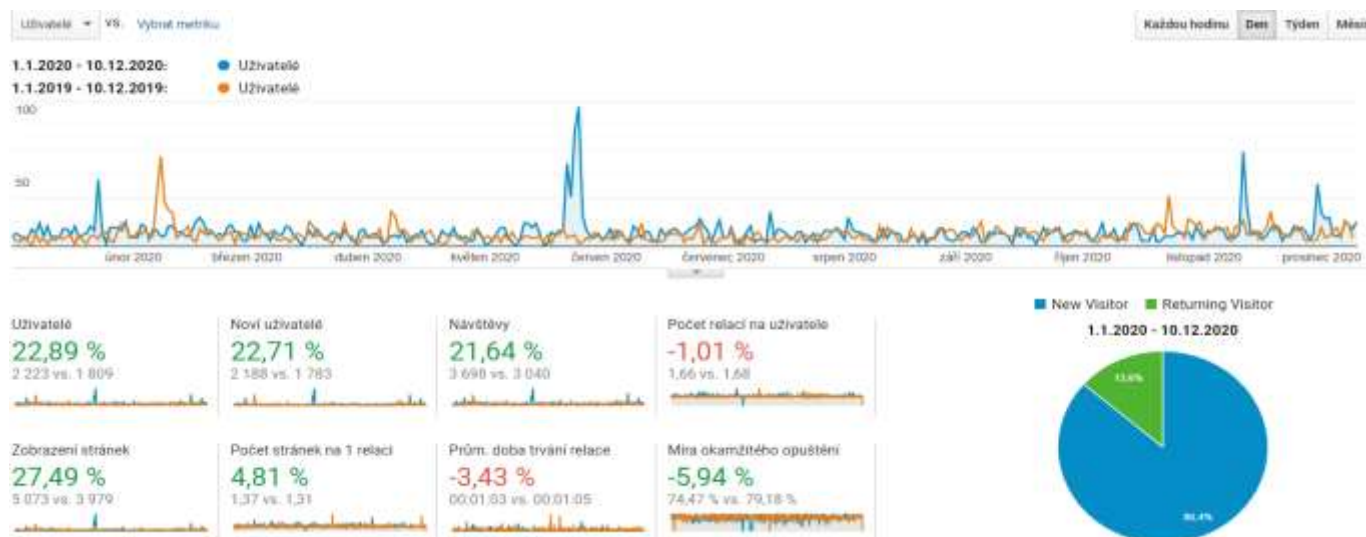 Uživatelé VS. Vybrat metriku
Každou hodinu Den Týden Měsí
1.1.2020 - 10.12.2020: Uživatelé
1.1.2019 - 10.12.2019: Uživatelé
100
50
únor 2020 březen 2020 duben 2020 květen 2020 červen 2020 červenec 2020 srpen 2020 září 2020 říjen 2020 listopad 2020 prosinec 2020
New Visitor Returning Visitor
1.1.2020 - 10.12.2020
Uživatelé Noví uživatelé Návštěvy Počet relací na uživatele
22,89 % 22,71 % 21,64 % -1,01 %
2 223 vs. 1 809 2 188 vs. 1 783 3 698 vs. 3 040 1,66 vs. 1,68
13,6%
Zobrazení stránek Počet stránek na 1 relaci Prům. doba trvání relace Míra okamžitého opuštění
27,49 % 4,81 % -3,43 % -5,94 %
5 073 vs. 3 979 1,37 vs. 1,31 00:01:03 vs. 00:01:05 74,47 % vs. 79,18 %
86,4%